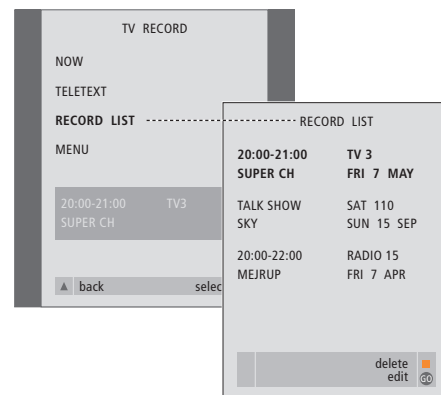 TV RECORD
NOW
TELETEXT
RECORD LIST
MENU
20:00-21:00 TV3
SUPER CH
▲ back selec
RECORD LIST
20:00-21:00 TV 3
SUPER CH FRI 7 MAY
TALK SHOW SAT 110
SKY SUN 15 SEP
20:00-22:00 RADIO 15
MEJRUP FRI 7 APR
delete
edit GO